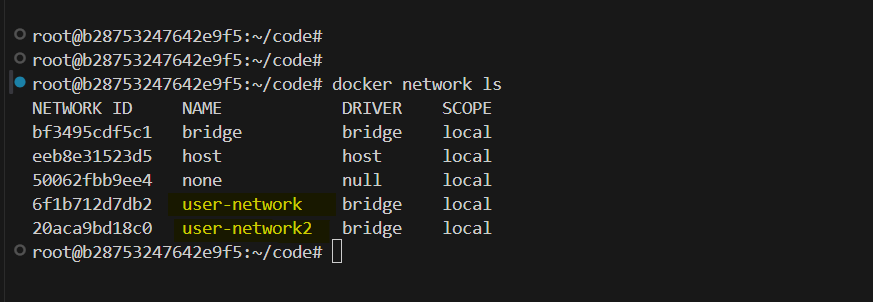 root@b28753247642e9f5:~/code#
root@b28753247642e9f5:~/code#
root@b28753247642e9f5:~/code# docker network ls
NETWORK ID     NAME            DRIVER    SCOPE
bf3495cdf5c1   bridge          bridge    local
eeb8e31523d5   host            host      local
50062fbb9ee4   none            null      local
6f1b712d7db2   user-network    bridge    local
20aca9bd18c0   user-network2   bridge    local
root@b28753247642e9f5:~/code#